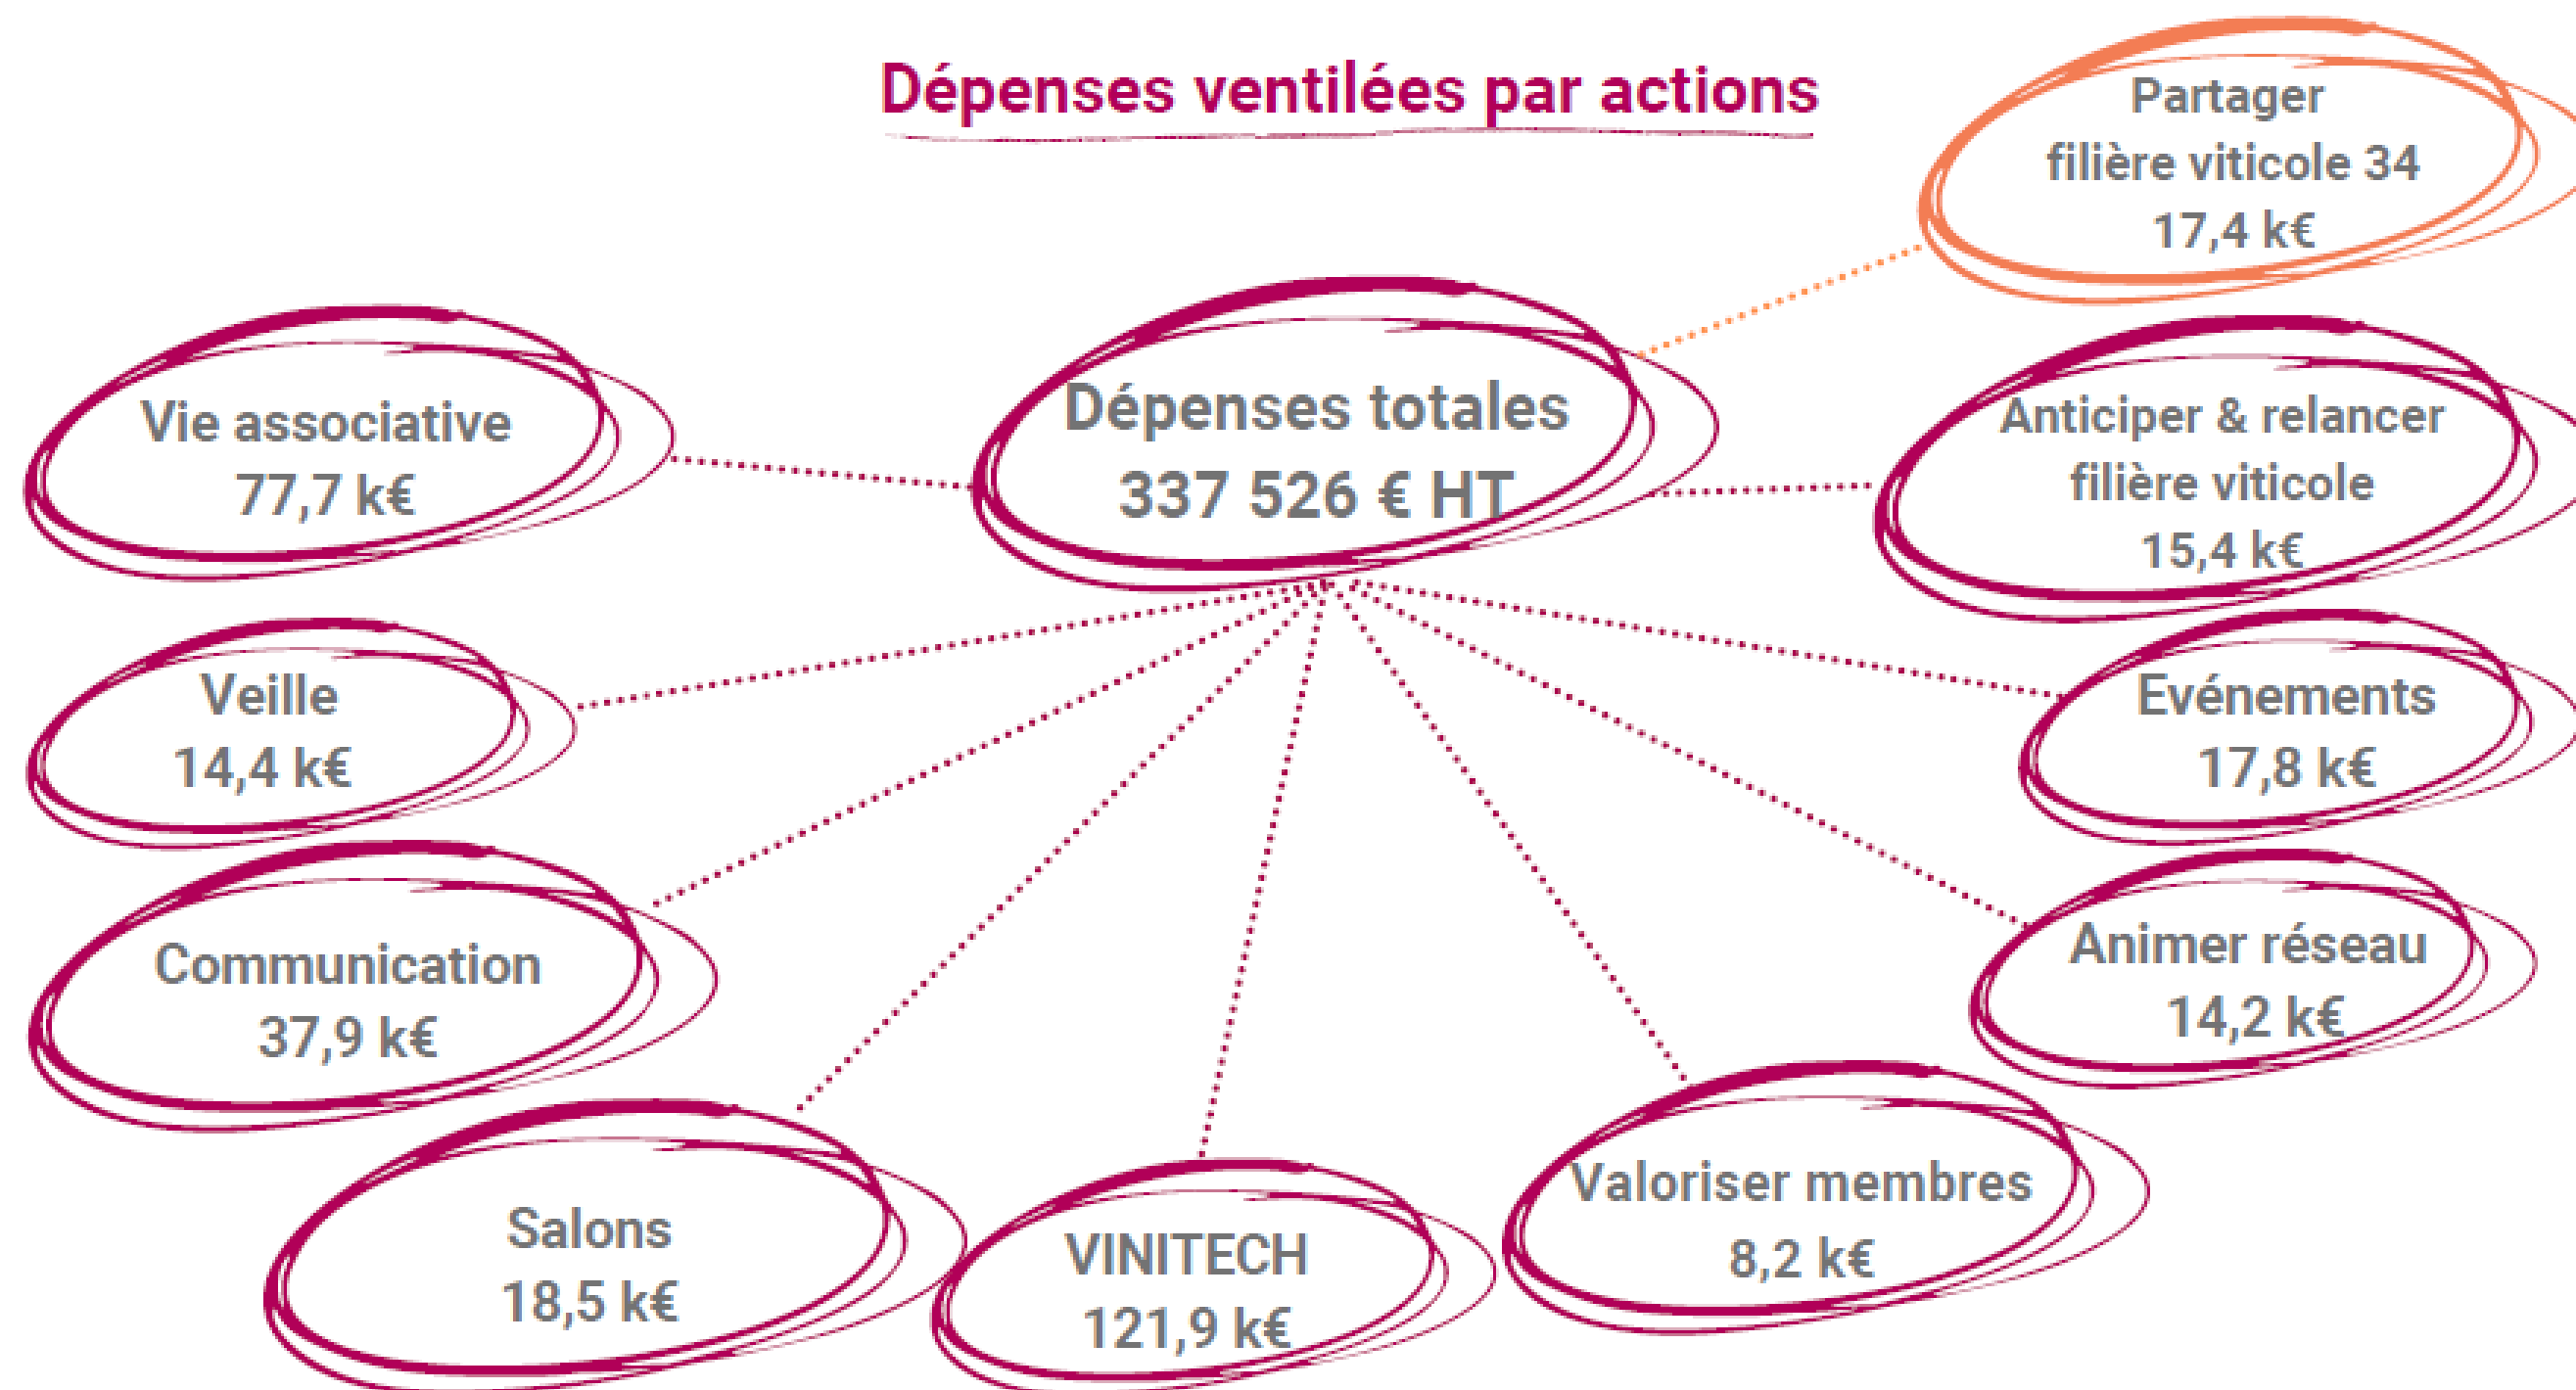 Dépenses ventilées par actions
Partager
filière viticole 34
17,4 k€
Dépenses totales
337 526 € HT
Vie associative
77,7 k€
Anticiper & relancer
filière viticole
15,4 k€
Veille
14,4 k€
Evénements
17,8 k€
Communication
37,9 k€
Animer réseau
14,2 k€
Salons
18,5 k€
VINITECH
121,9 k€
Valoriser membres
8,2 k€